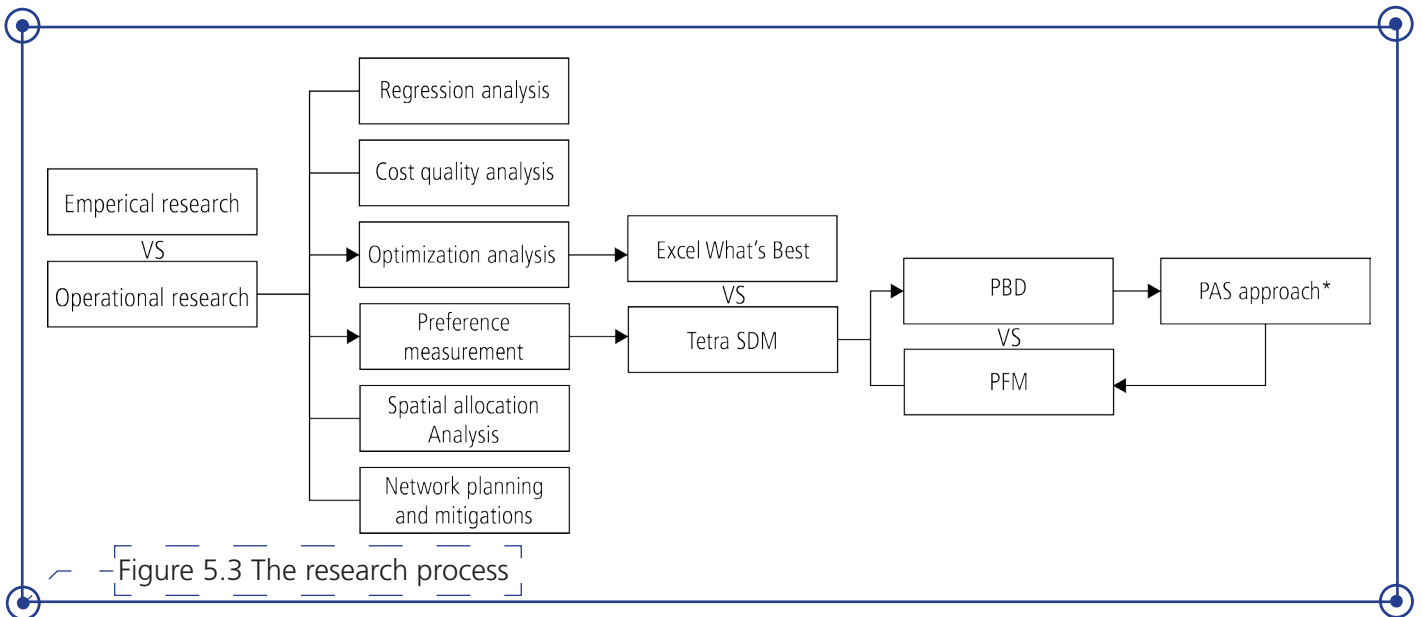 Emperical research
VS
Operational research
Regression analysis
Cost quality analysis
Optimization analysis
Preference
measurement
Spatial allocation
Analysis
Network planning
and mitigations
Excel What's Best
VS
Tetra SDM
PBD
VS
PFM
PAS approach*
Figure 5.3 The research process